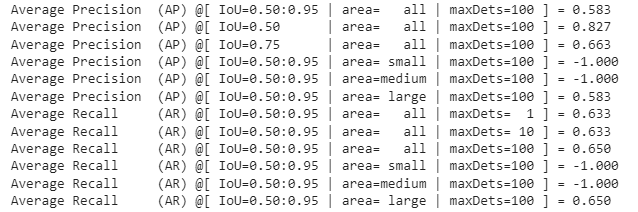 Average Precision  (AP) @[ IoU=0.50:0.95 | area=   all | maxDets=100 ] = 0.583
Average Precision  (AP) @[ IoU=0.50      | area=   all | maxDets=100 ] = 0.827
Average Precision  (AP) @[ IoU=0.75      | area=   all | maxDets=100 ] = 0.663
Average Precision  (AP) @[ IoU=0.50:0.95 | area= small | maxDets=100 ] = -1.000
Average Precision  (AP) @[ IoU=0.50:0.95 | area=medium | maxDets=100 ] = -1.000
Average Precision  (AP) @[ IoU=0.50:0.95 | area= large | maxDets=100 ] = 0.583
Average Recall     (AR) @[ IoU=0.50:0.95 | area=   all | maxDets=  1 ] = 0.633
Average Recall     (AR) @[ IoU=0.50:0.95 | area=   all | maxDets= 10 ] = 0.633
Average Recall     (AR) @[ IoU=0.50:0.95 | area=   all | maxDets=100 ] = 0.650
Average Recall     (AR) @[ IoU=0.50:0.95 | area= small | maxDets=100 ] = -1.000
Average Recall     (AR) @[ IoU=0.50:0.95 | area=medium | maxDets=100 ] = -1.000
Average Recall     (AR) @[ IoU=0.50:0.95 | area= large | maxDets=100 ] = 0.650